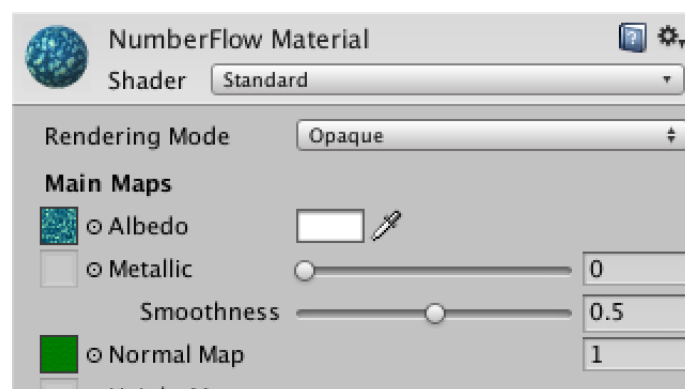 NumberFlow Material
Shader Standard
Rendering Mode Opaque
Main Maps
Albedo
Metallic 0
Smoothness 0.5
Normal Map 1